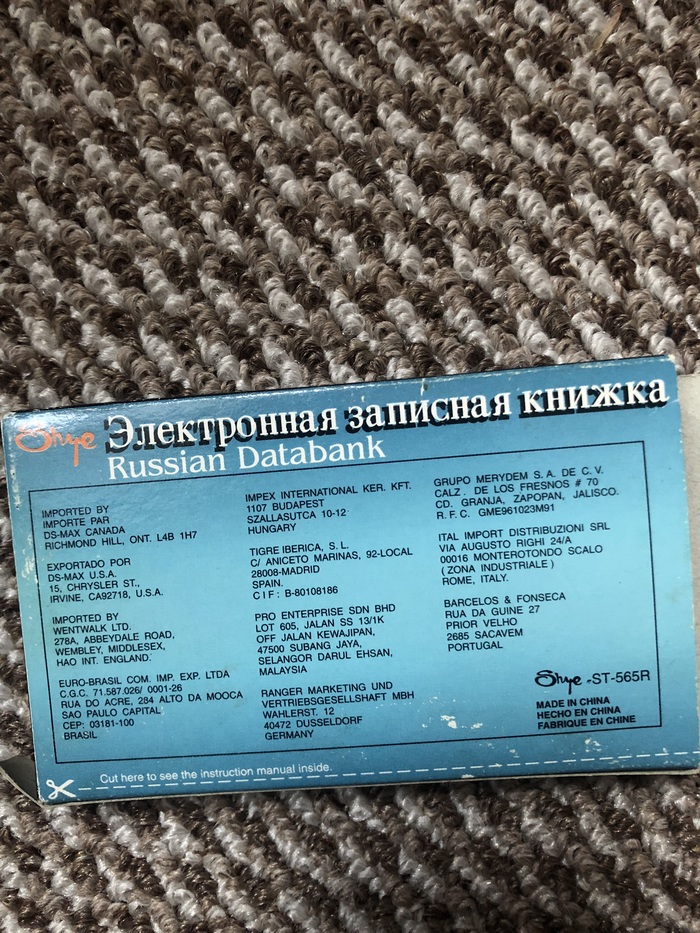 Shye Электронная записная книжка
Russian Databank
IMPORTED BY
IMPORTE PAR
DS-MAX CANADA
RICHMOND HILL, ONT. L4B 1H7
EXPORTADO POR
DS-MAX U.S.A.
15, CHRYSLER ST.,
IRVINE, CA92718, U.S.A.
IMPORTED BY
WENTWALK LTD.
278A, ABBEYDALE ROAD,
WEMBLEY, MIDDLESEX,
HAO INT. ENGLAND.
EURO-BRASIL COM. IMP. EXP. LTDA
C.G.C. 71.587.026/ 0001-26
RUA DO ACRE, 284 ALTO DA MOOCA
SAO PAULO CAPITAL
CEP: 03181-100
BRASIL
IMPEX INTERNATIONAL KER. KFT.
1107 BUDAPEST
SZALLASUTCA 10-12
HUNGARY
TIGRE IBERICA, S. L.
C/ ANICETO MARINAS, 92-LOCAL
28008-MADRID
SPAIN.
C I F : B-80108186
PRO ENTERPRISE SDN BHD
LOT 605, JALAN SS 13/1K
OFF JALAN KEWAJIPAN,
47500 SUBANG JAYA,
SELANGOR DARUL EHSAN,
MALAYSIA
RANGER MARKETING UND
VERTRIEBSGESELLSHAFT MBH
WAHLERST. 12
40472 DUSSELDORF
GERMANY
GRUPO MERYDEM S. A. DE C. V.
CALZ . DE LOS FRESNOS # 70
CD. GRANJA, ZAPOPAN, JALISCO.
R. F. C. GME961023M91
ITAL IMPORT DISTRIBUZIONI SRL
VIA AUGUSTO RIGHI 24/A
00016 MONTEROTONDO SCALO
( ZONA INDUSTRIALE )
ROME, ITALY.
BARCELOS & FONSECA
RUA DA GUINE 27
PRIOR VELHO
2685 SACAVEM
PORTUGAL
Shye -ST-565R
MADE IN CHINA
HECHO EN CHINA
FABRIQUE EN CHINE
Cut here to see the instruction manual inside.